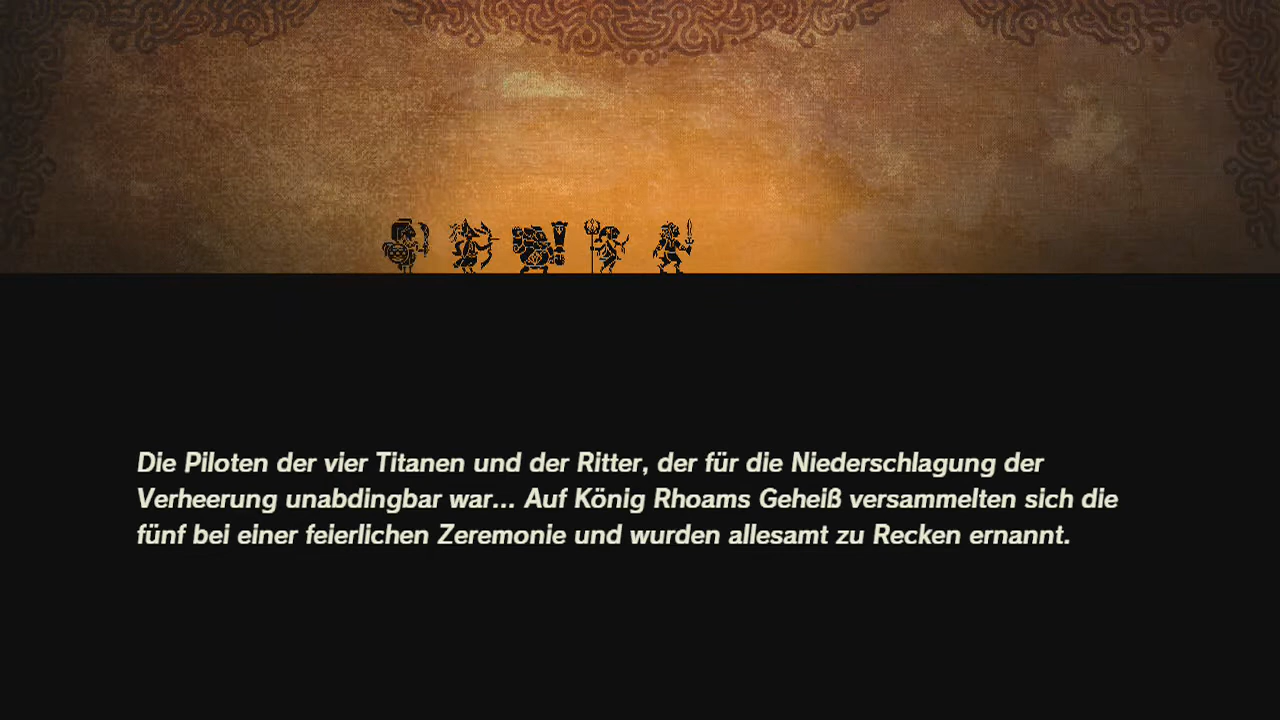 Die Piloten der vier Titanen und der Ritter, der für die Niederschlagung der
Verheerung unabdingbar war... Auf König Rhoams Geheiß versammelten sich die
fünf bei einer feierlichen Zeremonie und wurden allesamt zu Recken ernannt.